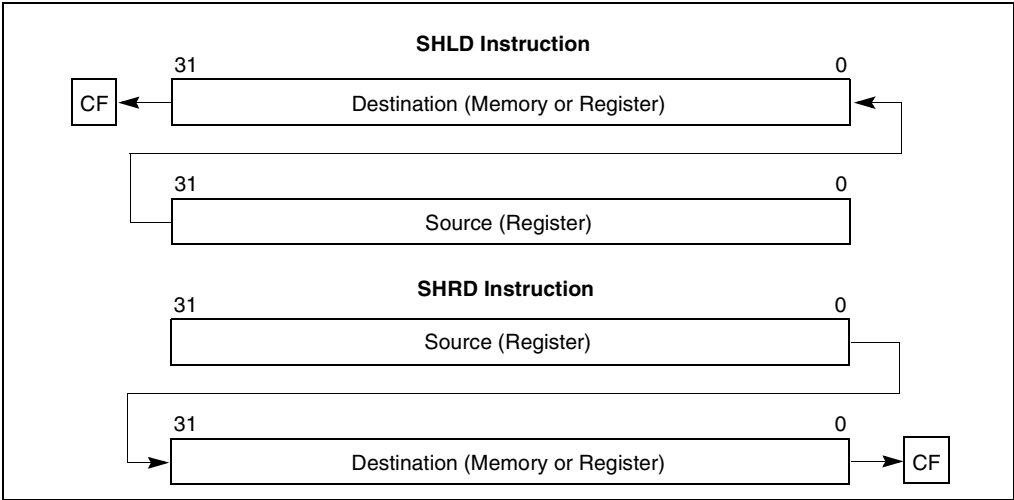 SHLD Instruction
31 0
CF Destination (Memory or Register)
31 0
Source (Register)
SHRD Instruction
31 0
Source (Register)
31 0
Destination (Memory or Register) CF